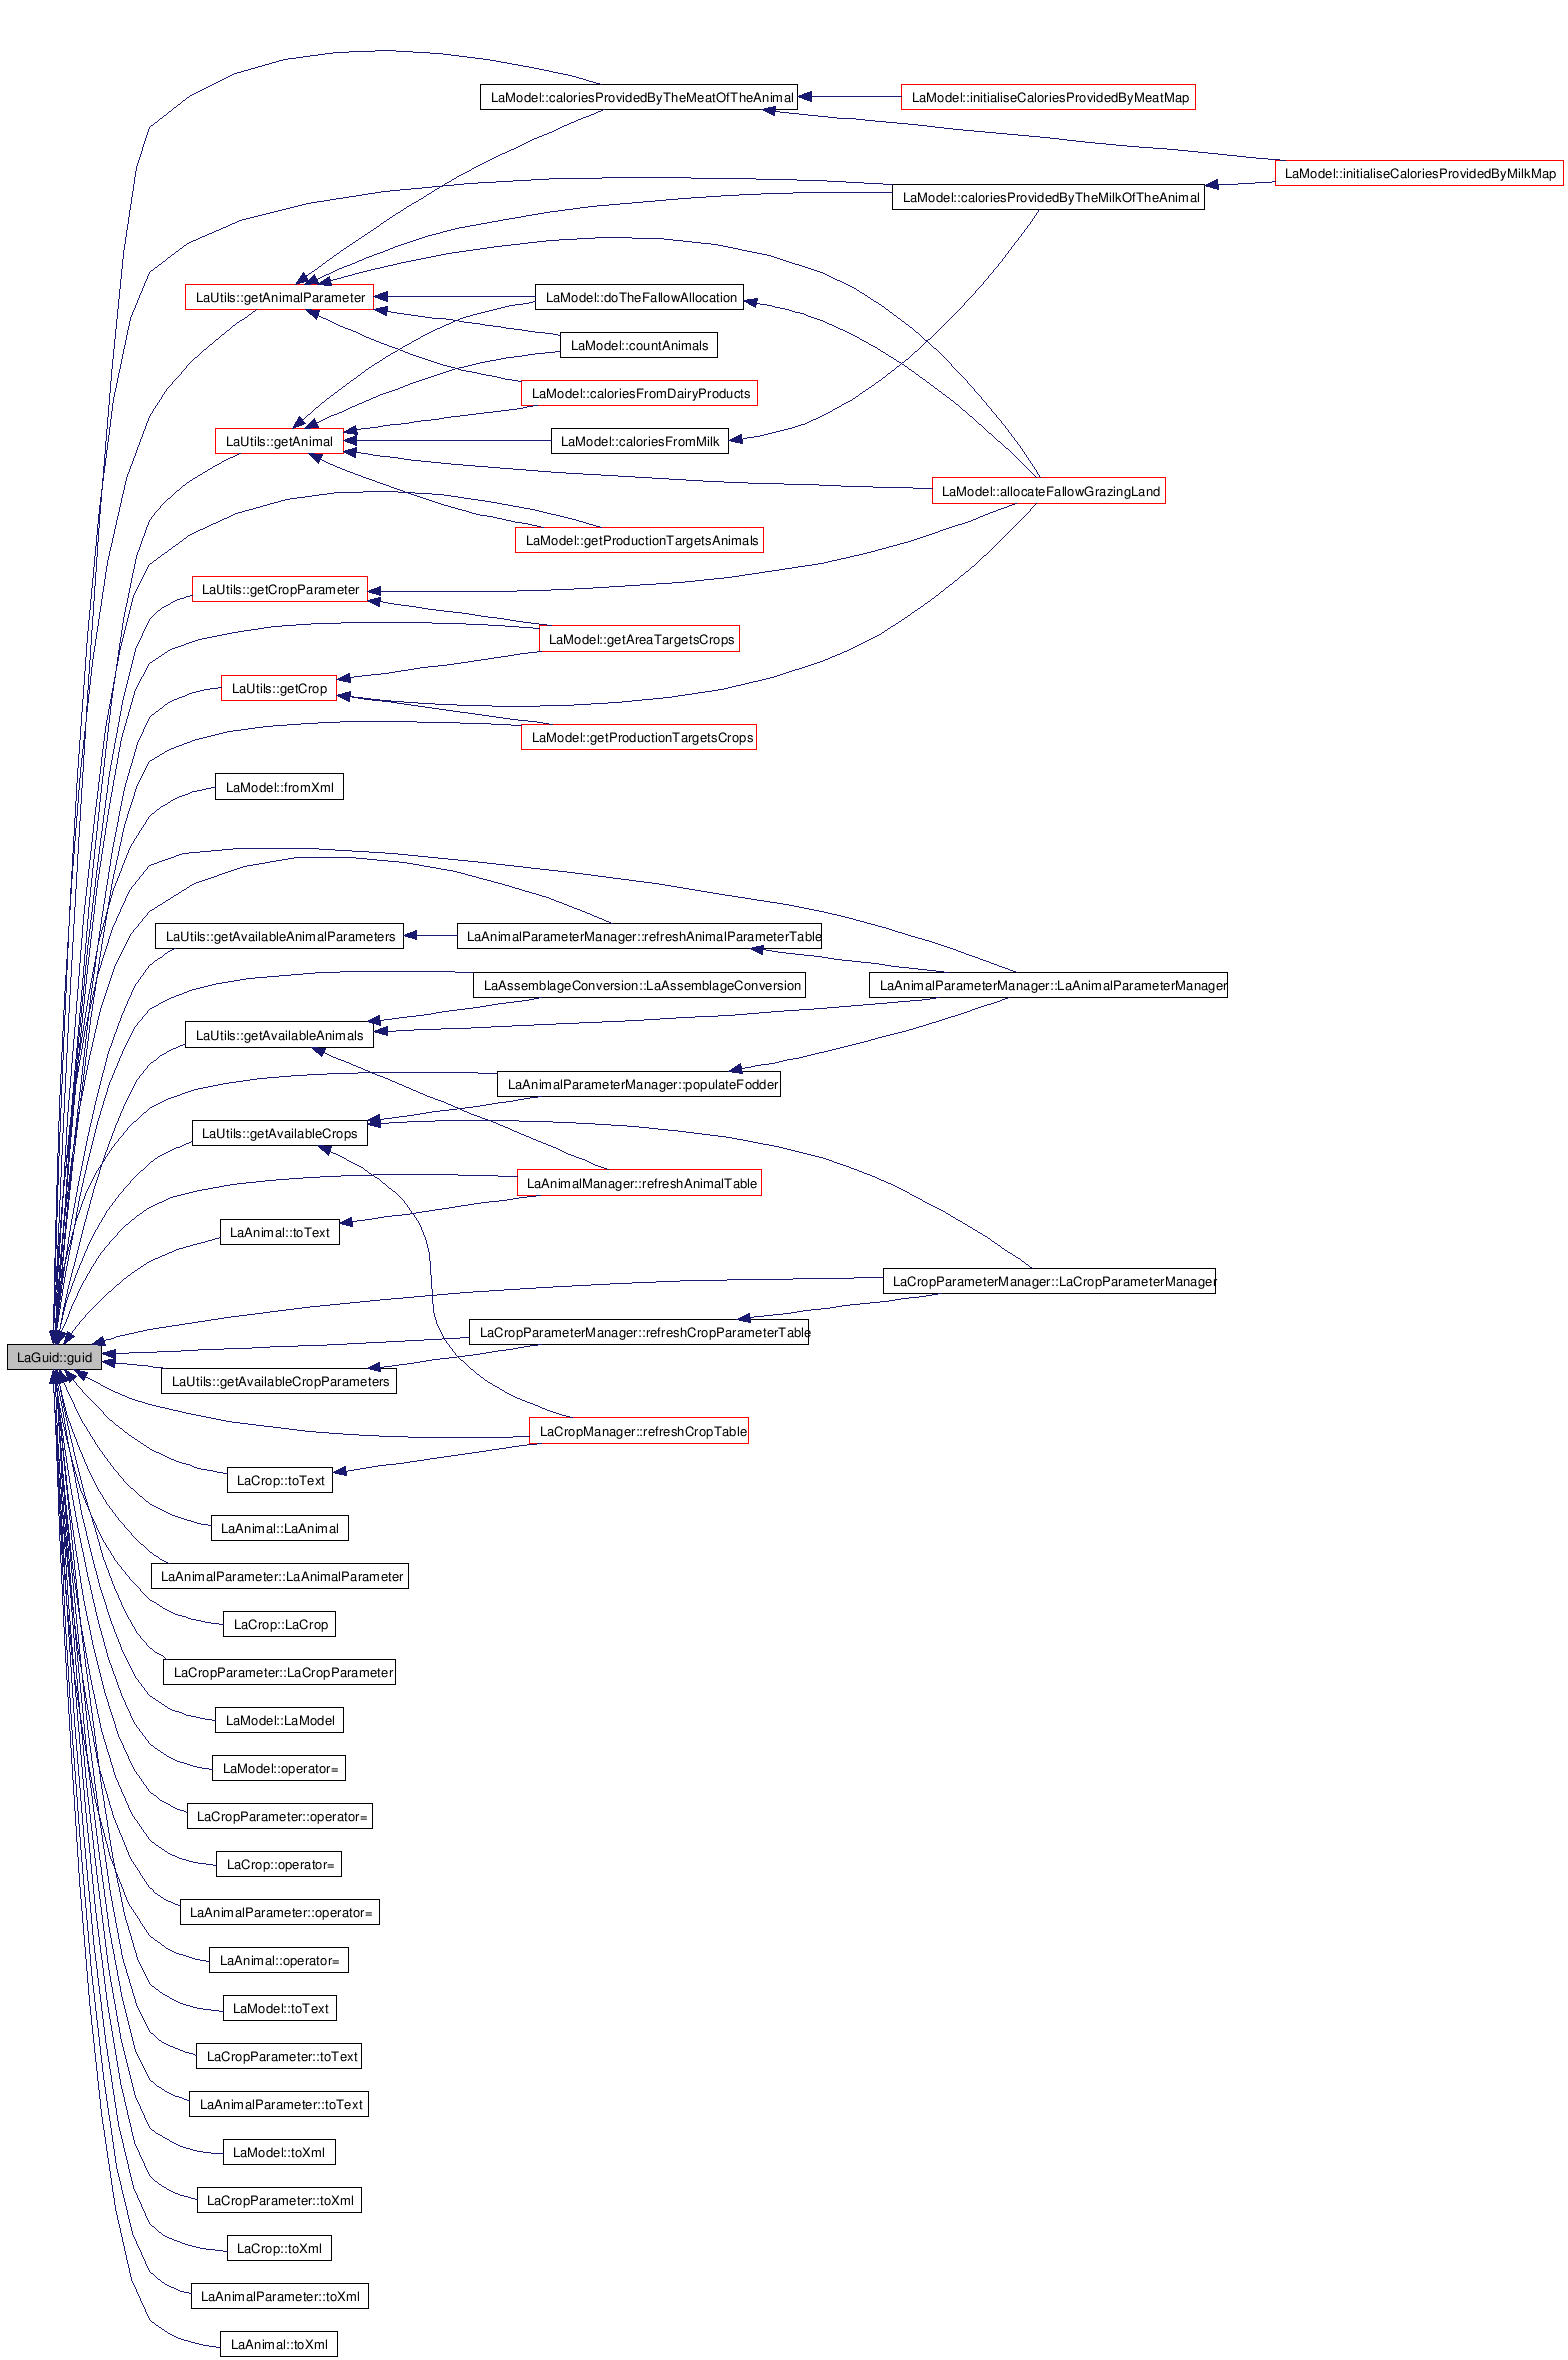 LaModel::caloriesProvidedByTheMeatOfTheAnimal
LaModel::initialiseCaloriesProvidedByMeatMap
LaModel::initialiseCaloriesProvidedByMilkMap
LaModel::caloriesProvidedByTheMilkOfTheAnimal
LaUtils::getAnimalParameter
LaModel::doTheFallowAllocation
LaModel::countAnimals
LaModel::caloriesFromDairyProducts
LaUtils::getAnimal
LaModel::caloriesFromMilk
LaModel::allocateFallowGrazingLand
LaModel::getProductionTargetsAnimals
LaUtils::getCropParameter
LaModel::getAreaTargetsCrops
LaUtils::getCrop
LaModel::getProductionTargetsCrops
LaModel::fromXml
LaUtils::getAvailableAnimalParameters
LaAnimalParameterManager::refreshAnimalParameterTable
LaAssemblageConversion::LaAssemblageConversion
LaAnimalParameterManager::LaAnimalParameterManager
LaUtils::getAvailableAnimals
LaAnimalParameterManager::populateFodder
LaUtils::getAvailableCrops
LaAnimalManager::refreshAnimalTable
LaAnimal::toText
LaCropParameterManager::LaCropParameterManager
LaCropParameterManager::refreshCropParameterTable
LaGuid::guid
LaUtils::getAvailableCropParameters
LaCropManager::refreshCropTable
LaCrop::toText
LaAnimal::LaAnimal
LaAnimalParameter::LaAnimalParameter
LaCrop::LaCrop
LaCropParameter::LaCropParameter
LaModel::LaModel
LaModel::operator=
LaCropParameter::operator=
LaCrop::operator=
LaAnimalParameter::operator=
LaAnimal::operator=
LaModel::toText
LaCropParameter::toText
LaAnimalParameter::toText
LaModel::toXml
LaCropParameter::toXml
LaCrop::toXml
LaAnimalParameter::toXml
LaAnimal::toXml